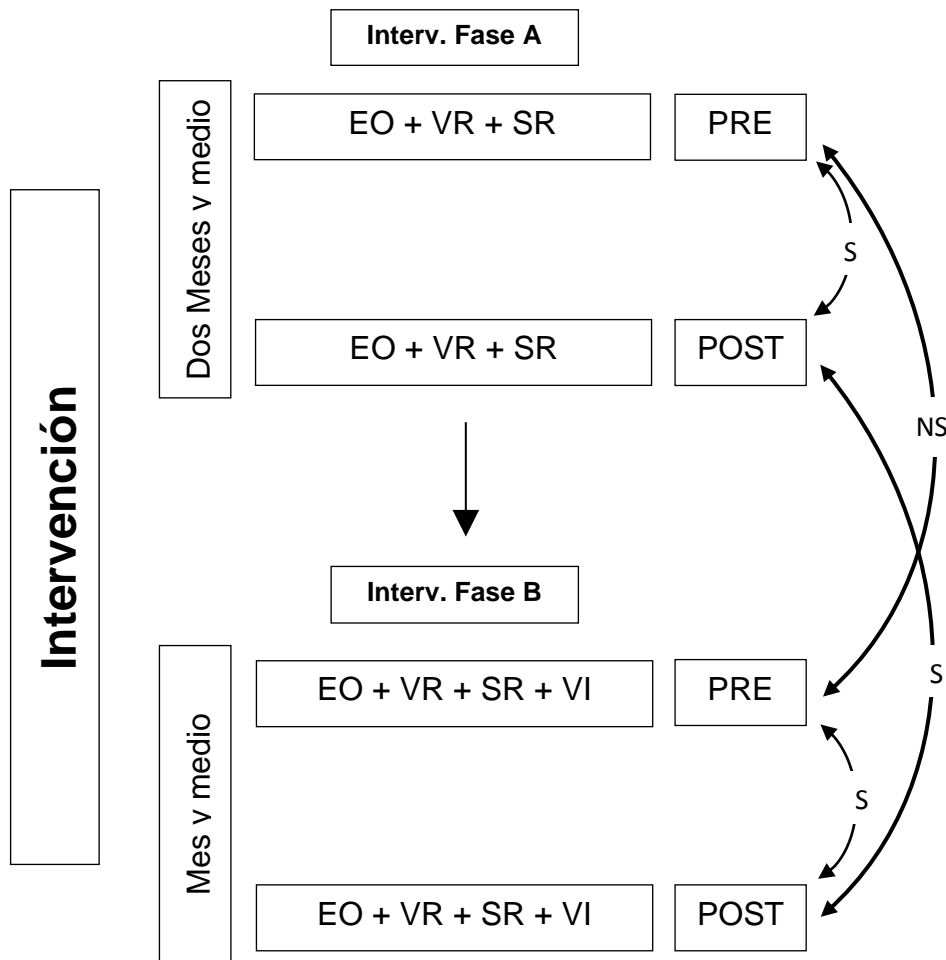 Interv. Fase A
Intervención
Dos Meses v medio
EO + VR + SR
PRE
S
EO + VR + SR
POST
NS
Interv. Fase B
Mes v medio
EO + VR + SR + VI
PRE
S
S
EO + VR + SR + VI
POST